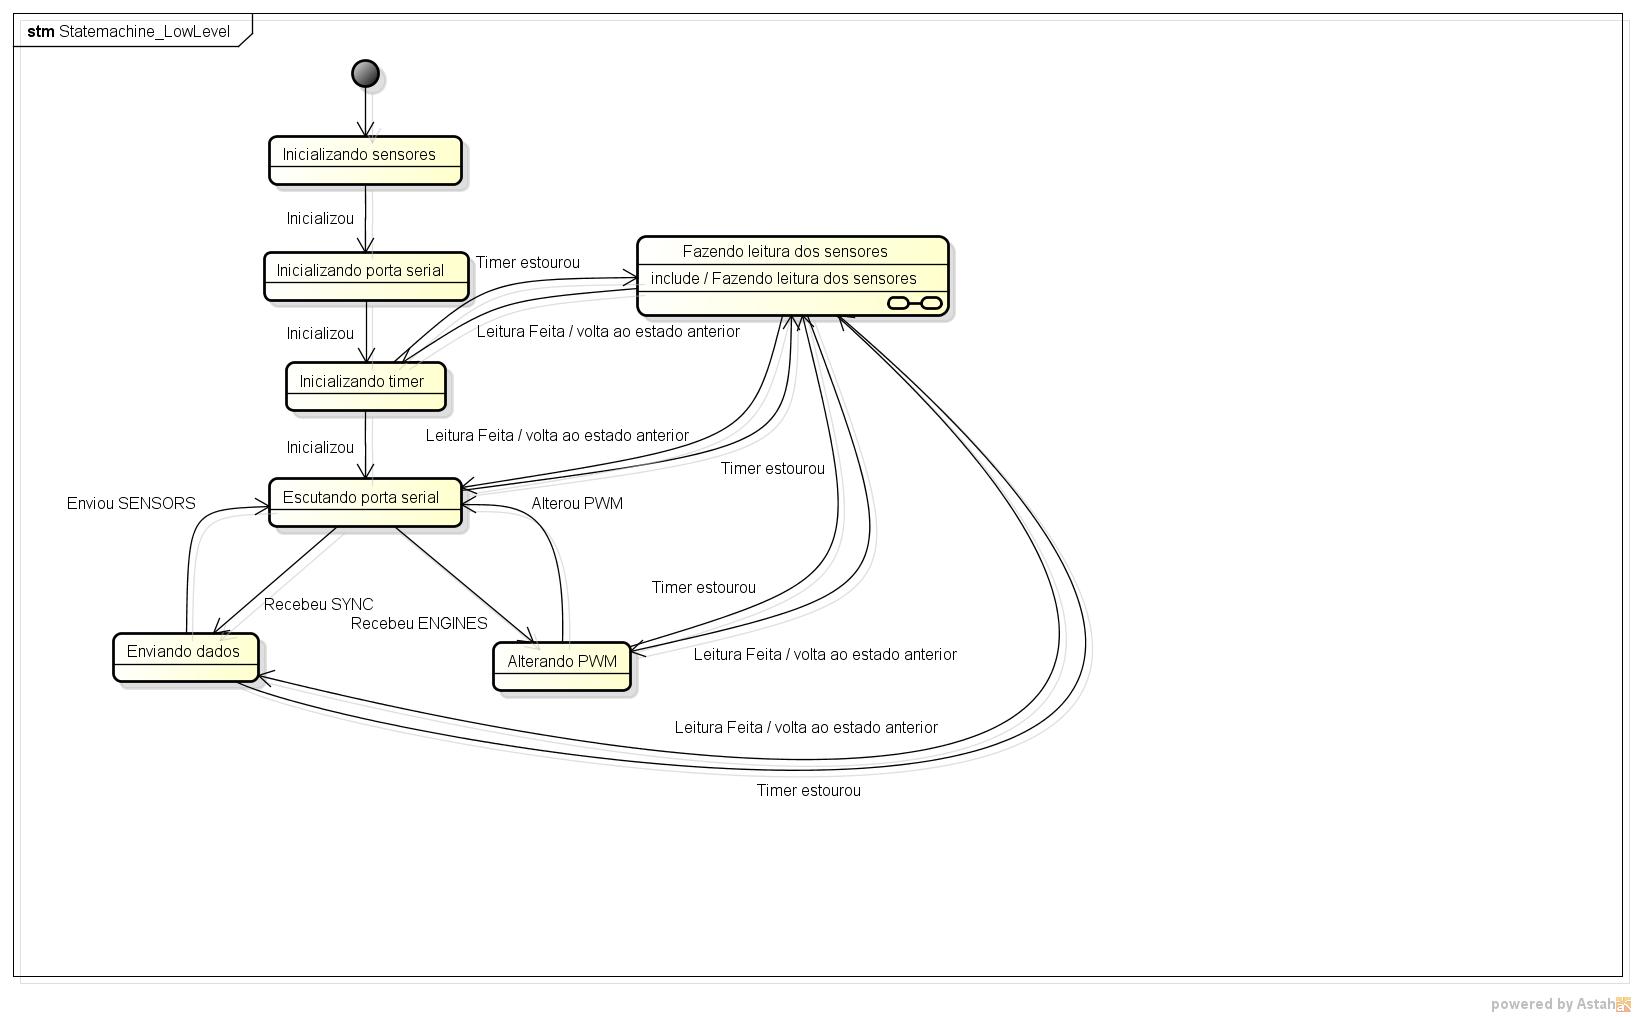 stm Statemachine_LowLevel
Inicializando sensores
Inicializou
Inicializando porta serial
Timer estourou
Fazendo leitura dos sensores
include / Fazendo leitura dos sensores
Inicializou
Leitura Feita / volta ao estado anterior
Inicializando timer
Inicializou
Leitura Feita / volta ao estado anterior
Timer estourou
Enviou SENSORS
Escutando porta serial
Alterou PWM
Timer estourou
Recebeu SYNC
Recebeu ENGINES
Enviando dados
Alterando PWM
Leitura Feita / volta ao estado anterior
Leitura Feita / volta ao estado anterior
Timer estourou
powered by Astah